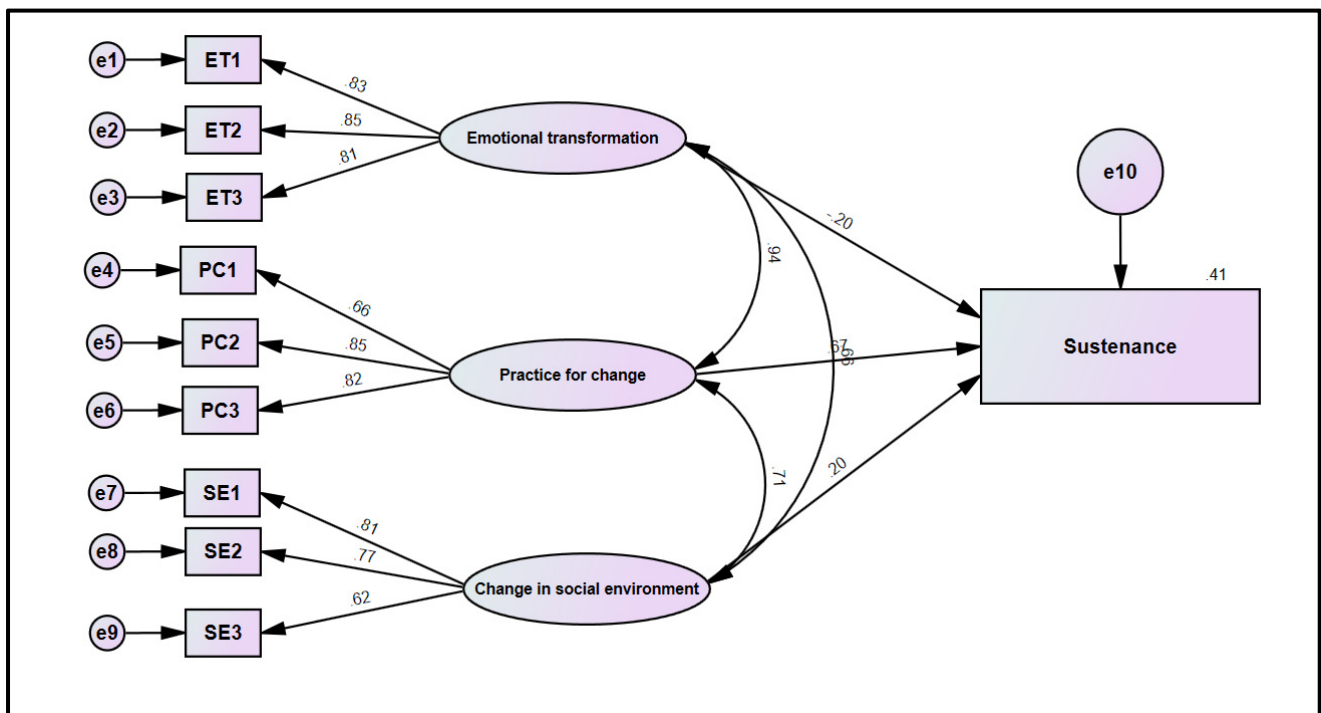 e1
ET1
.83
e2
ET2
.85
e3
ET3
.81
Emotional transformation
e10
-.20
.94
e4
PC1
.66
e5
PC2
.85
e6
PC3
.82
Practice for change
.67
.66
.41
Sustenance
e7
SE1
.81
e8
SE2
.77
e9
SE3
.62
Change in social environment
.71
.20